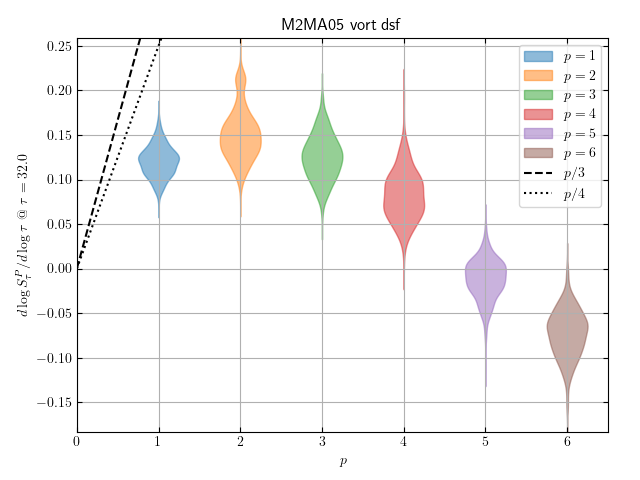 M2MA05 vort dsf
d log S_τ^P / d log τ @ τ = 32.0
0.25
0.20
0.15
0.10
0.05
0.00
−0.05
−0.10
−0.15
0 1 2 3 4 5 6
p
p = 1
p = 2
p = 3
p = 4
p = 5
p = 6
p/3
p/4